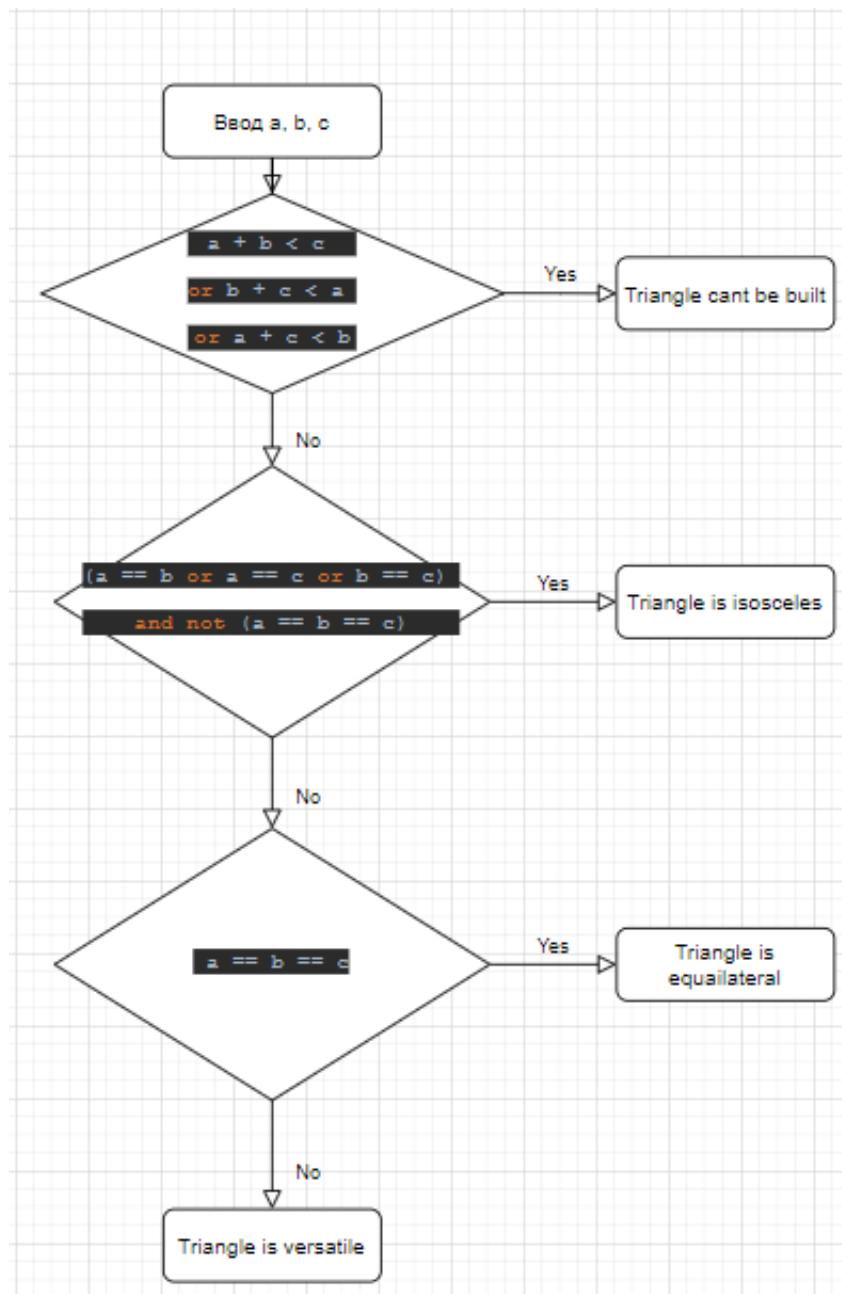 Ввод a, b, c
a + b < c
or b + c < a
or a + c < b
Yes
Triangle cant be built
No
(a == b or a == c or b == c)
and not (a == b == c)
Yes
Triangle is isosceles
No
a == b == c
Yes
Triangle is
equailateral
No
Triangle is versatile